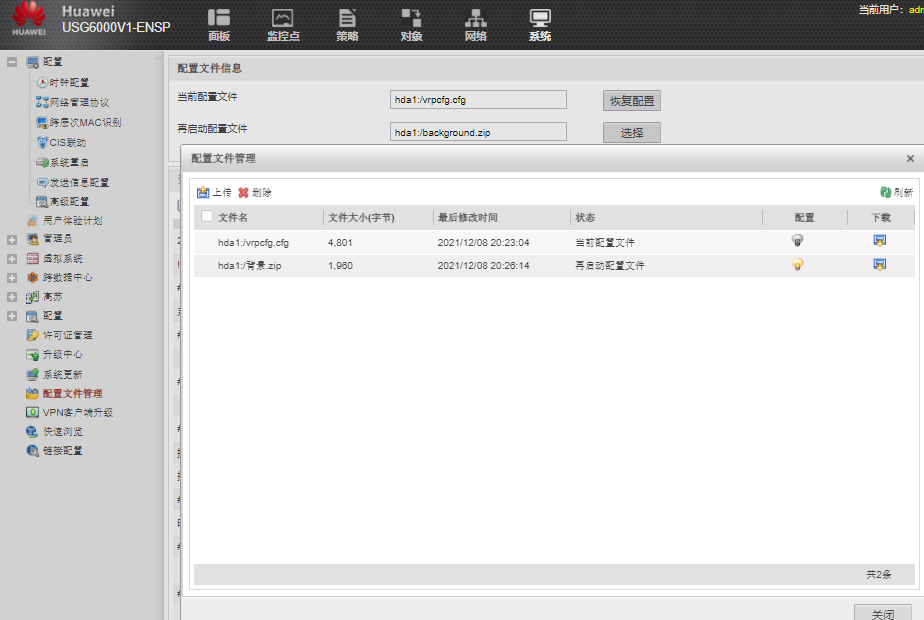 HUAWEI
Huawei
USG6000V1-ENSP
面板
监控点
策略
对象
网络
系统
当前用户：adm
配置
时钟配置
网络管理协议
跨层次MAC识别
CIS联动
系统重启
发送信息配置
高级配置
用户体验计划
管理员
虚拟系统
跨数据中心
高苏
配置
许可证管理
升级中心
系统更新
配置文件管理
VPN客户端升级
快速浏览
链接配置
配置文件信息
当前配置文件
hda1:/vrpcfg.cfg
恢复配置
再启动配置文件
hda1:/background.zip
选择
配置文件管理
上传 删除
刷新
文件名 文件大小(字节) 最后修改时间 状态 配置 下载
hda1:/vrpcfg.cfg 4,801 2021/12/08 20:23:04 当前配置文件
hda1:/背景.zip 1,960 2021/12/08 20:26:14 再启动配置文件
共2条
关闭